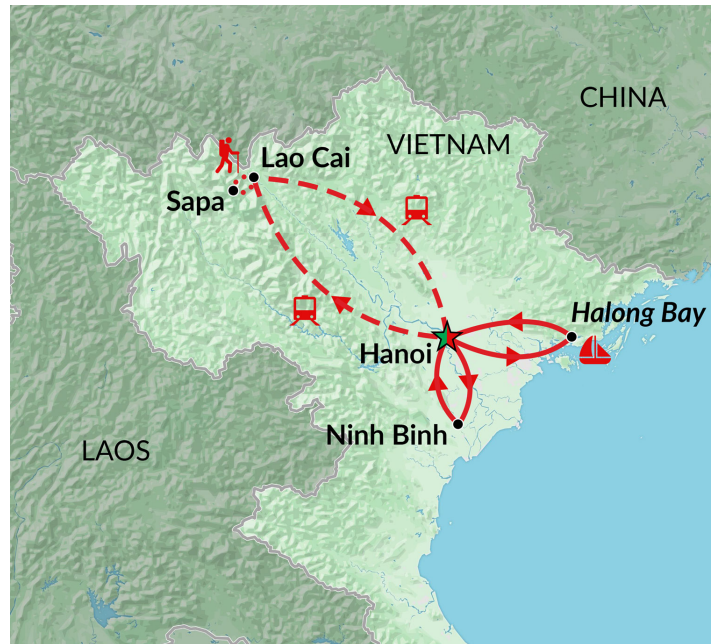 CHINA
VIETNAM
Lao Cai
Sapa
Halong Bay
Hanoi
Ninh Binh
LAOS